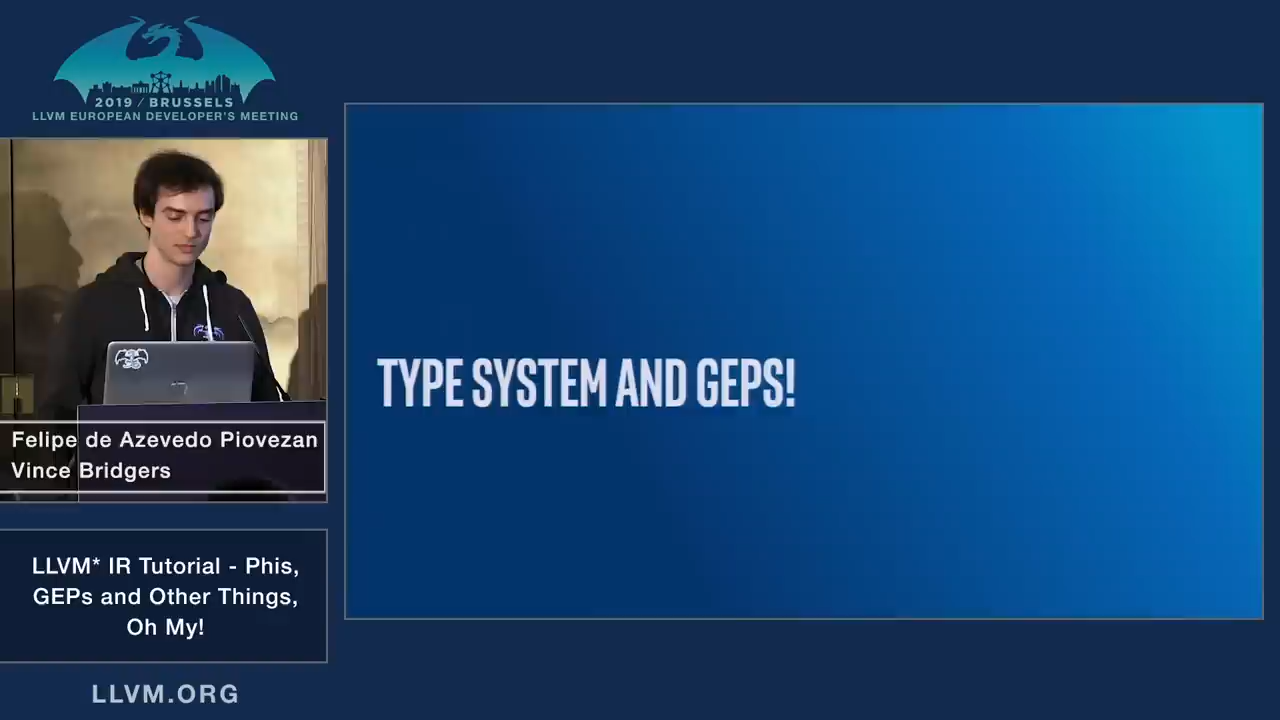 2019 / BRUSSELS
LLVM EUROPEAN DEVELOPER'S MEETING
TYPE SYSTEM AND GEPS!
Felipe de Azevedo Piovezan
Vince Bridgers
LLVM* IR Tutorial - Phis,
GEPs and Other Things,
Oh My!
LLVM.ORG